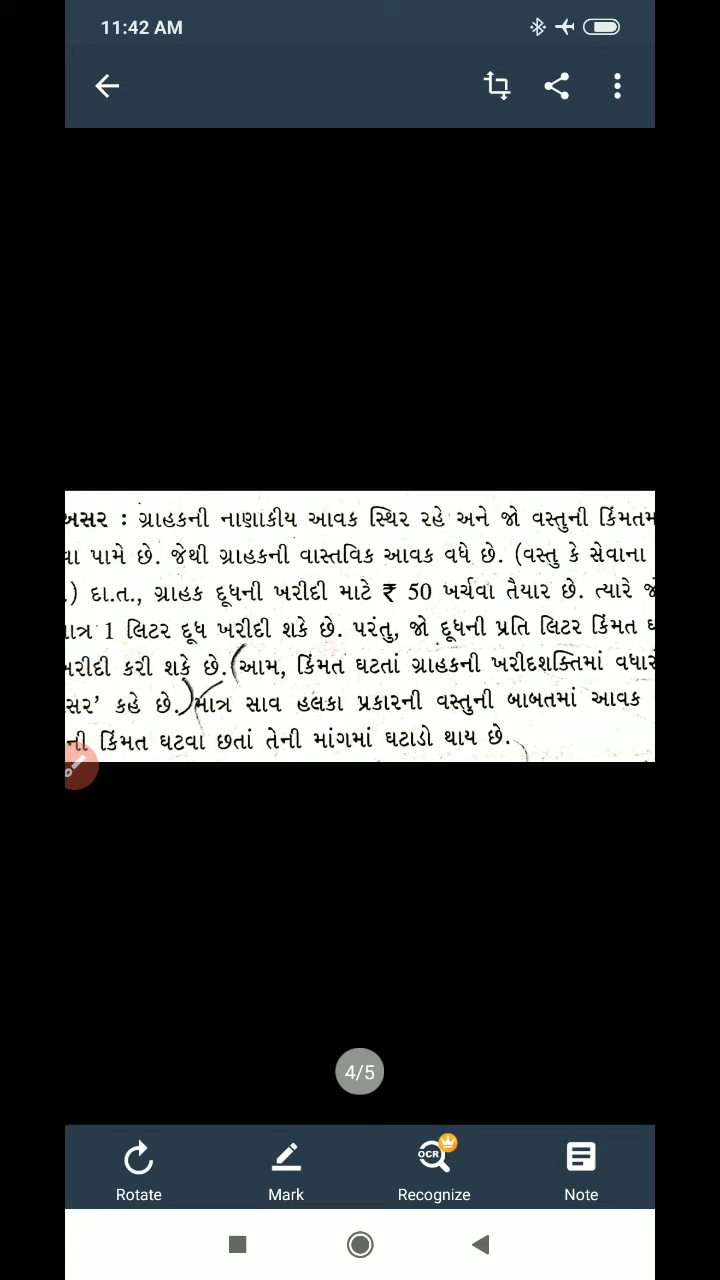 11:42 AM
અસર : ગ્રાહકની નાણાકીય આવક સ્થિર રહે અને જો વસ્તુની કિંમતમ
વા પામે છે. જેથી ગ્રાહકની વાસ્તવિક આવક વધે છે. (વસ્તુ કે સેવાના
.) દા.ત., ગ્રાહક દૂધની ખરીદી માટે ₹ 50 ખર્ચવા તૈયાર છે. ત્યારે જો
માત્ર 1 લિટર દૂધ ખરીદી શકે છે. પરંતુ, જો દૂધની પ્રતિ લિટર કિંમત
ખરીદી કરી શકે છે. (આમ, કિંમત ઘટતાં ગ્રાહકની ખરીદશક્તિમાં
સર’ કહે છે.) માત્ર સાવ હલકા પ્રકારની વસ્તુની બાબતમાં આવક
ની કિંમત ઘટવા છતાં તેની માંગમાં ઘટાડો થાય છે.
4/5
OCR
Rotate Mark Recognize Note